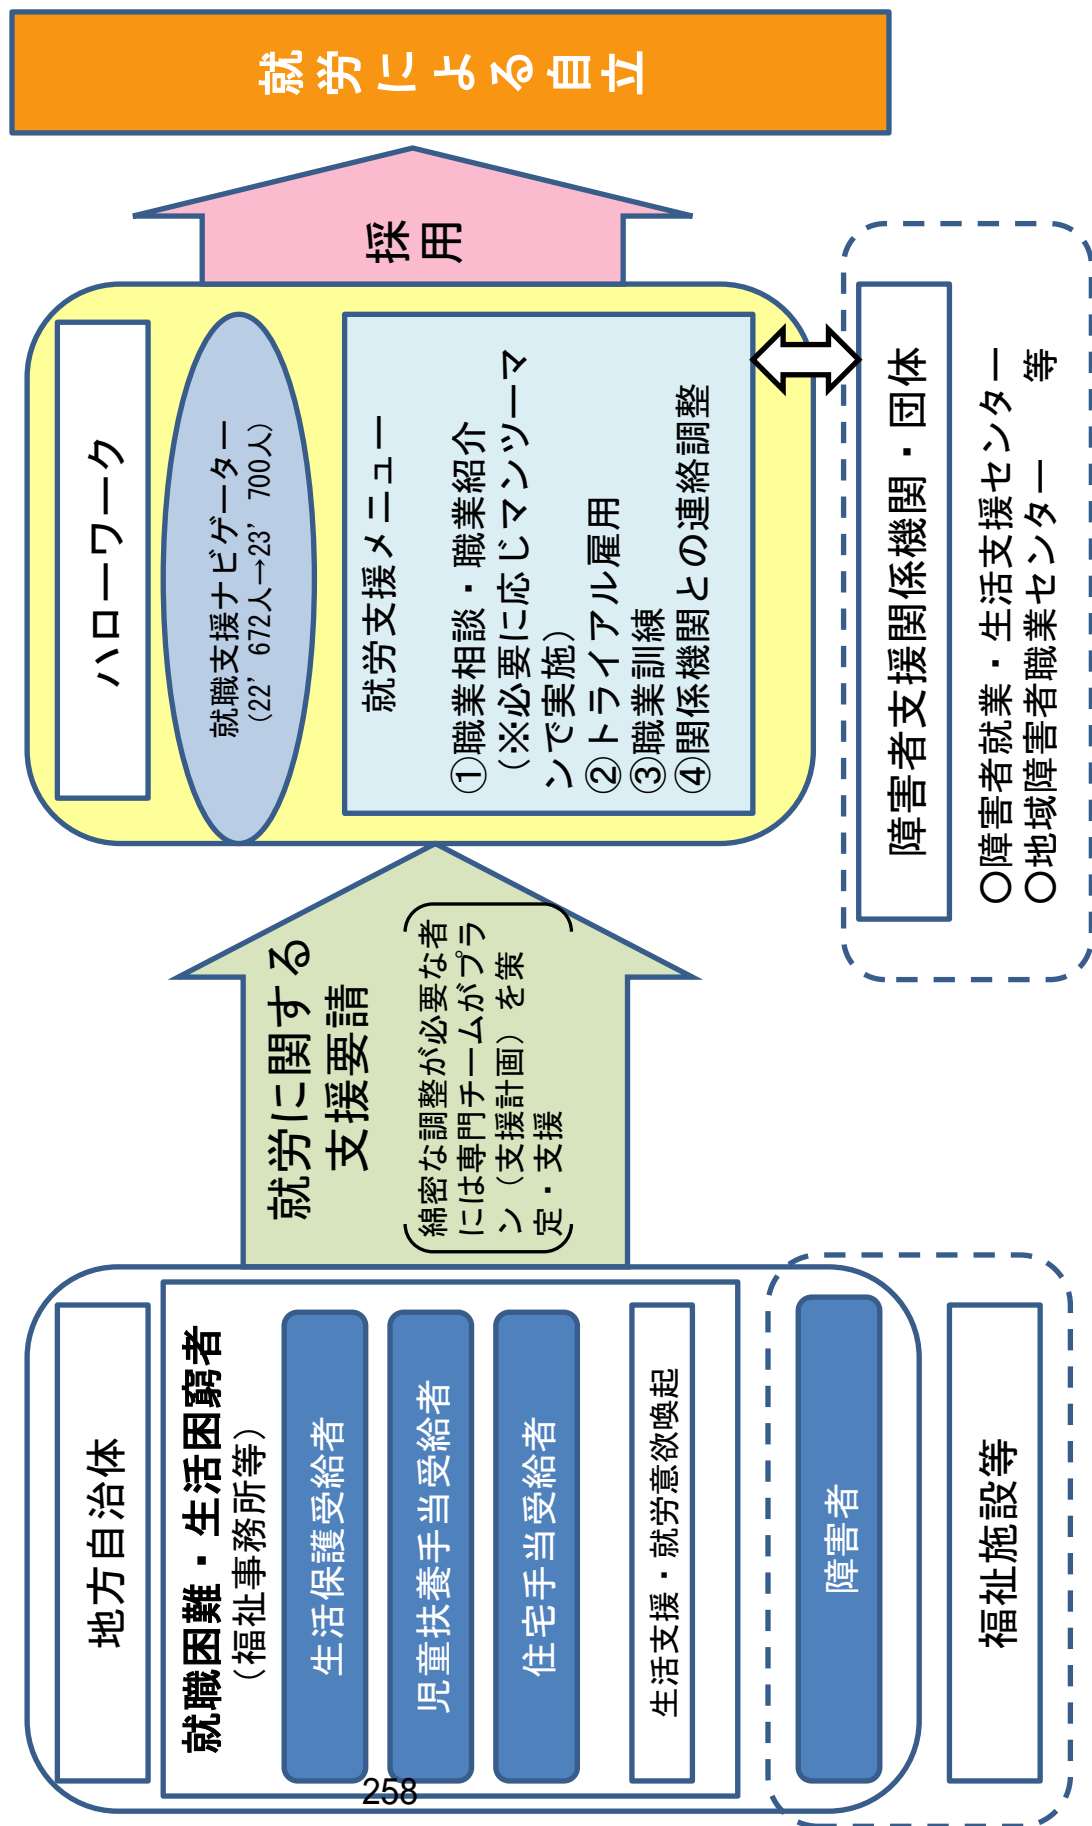 地方自治体
就職困難・生活困窮者
（福祉事務所等）
生活保護受給者
児童扶養手当受給者
住宅手当受給者
生活支援・就労意欲喚起
障害者
福祉施設等
就労に関する
支援要請
綿密な調整が必要な者
には専門チームがプラ
ン（支援計画）を策
定・支援
ハローワーク
就職支援ナビゲーター
（22’ 672人→23’ 700人）
就労支援メニュー
①職業相談・職業紹介
（※必要に応じマンツーマ
ンで実施）
②トライアル雇用
③職業訓練
④関係機関との連絡調整
障害者支援関係機関・団体
○障害者就業・生活支援センター
○地域障害者職業センター　等
採用
就労による自立
258